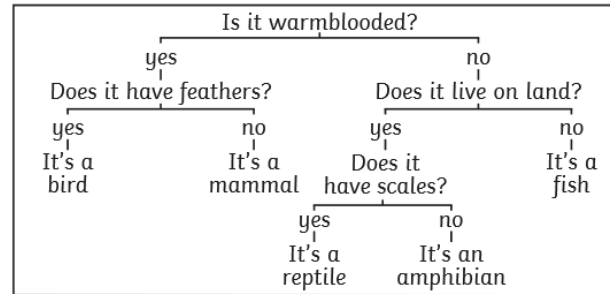 Is it warmblooded?
yes
no
Does it have feathers?
Does it live on land?
yes
no
yes
no
It's a
bird
It's a
mammal
Does it
have scales?
It's a
fish
yes
no
It's a
reptile
It's an
amphibian